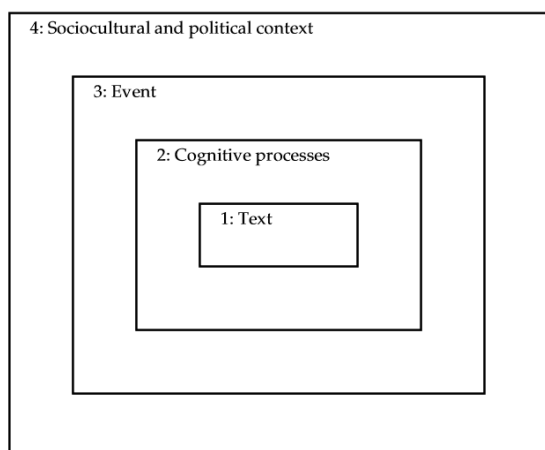 4: Sociocultural and political context
3: Event
2: Cognitive processes
1: Text